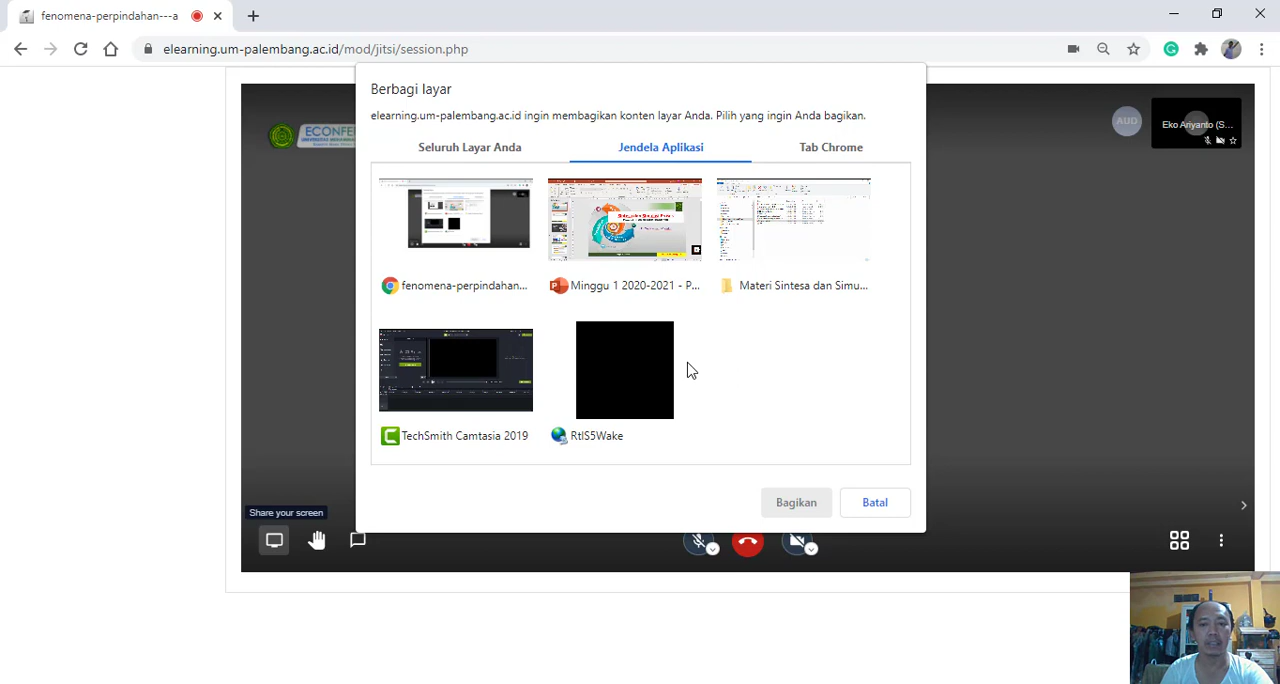 fenomena-perpindahan---a
elearning.um-palembang.ac.id/mod/jitsi/session.php
Berbagi layar
elearning.um-palembang.ac.id ingin membagikan konten layar Anda. Pilih yang ingin Anda bagikan.
Seluruh Layar Anda
Jendela Aplikasi
Tab Chrome
ECONFE
AUD
Eko Ariyanto (S...
fenomena-perpindahan...
Minggu 1 2020-2021 - P...
Materi Sintesa dan Simu...
TechSmith Camtasia 2019
RtlS5Wake
Bagikan
Batal
Share your screen